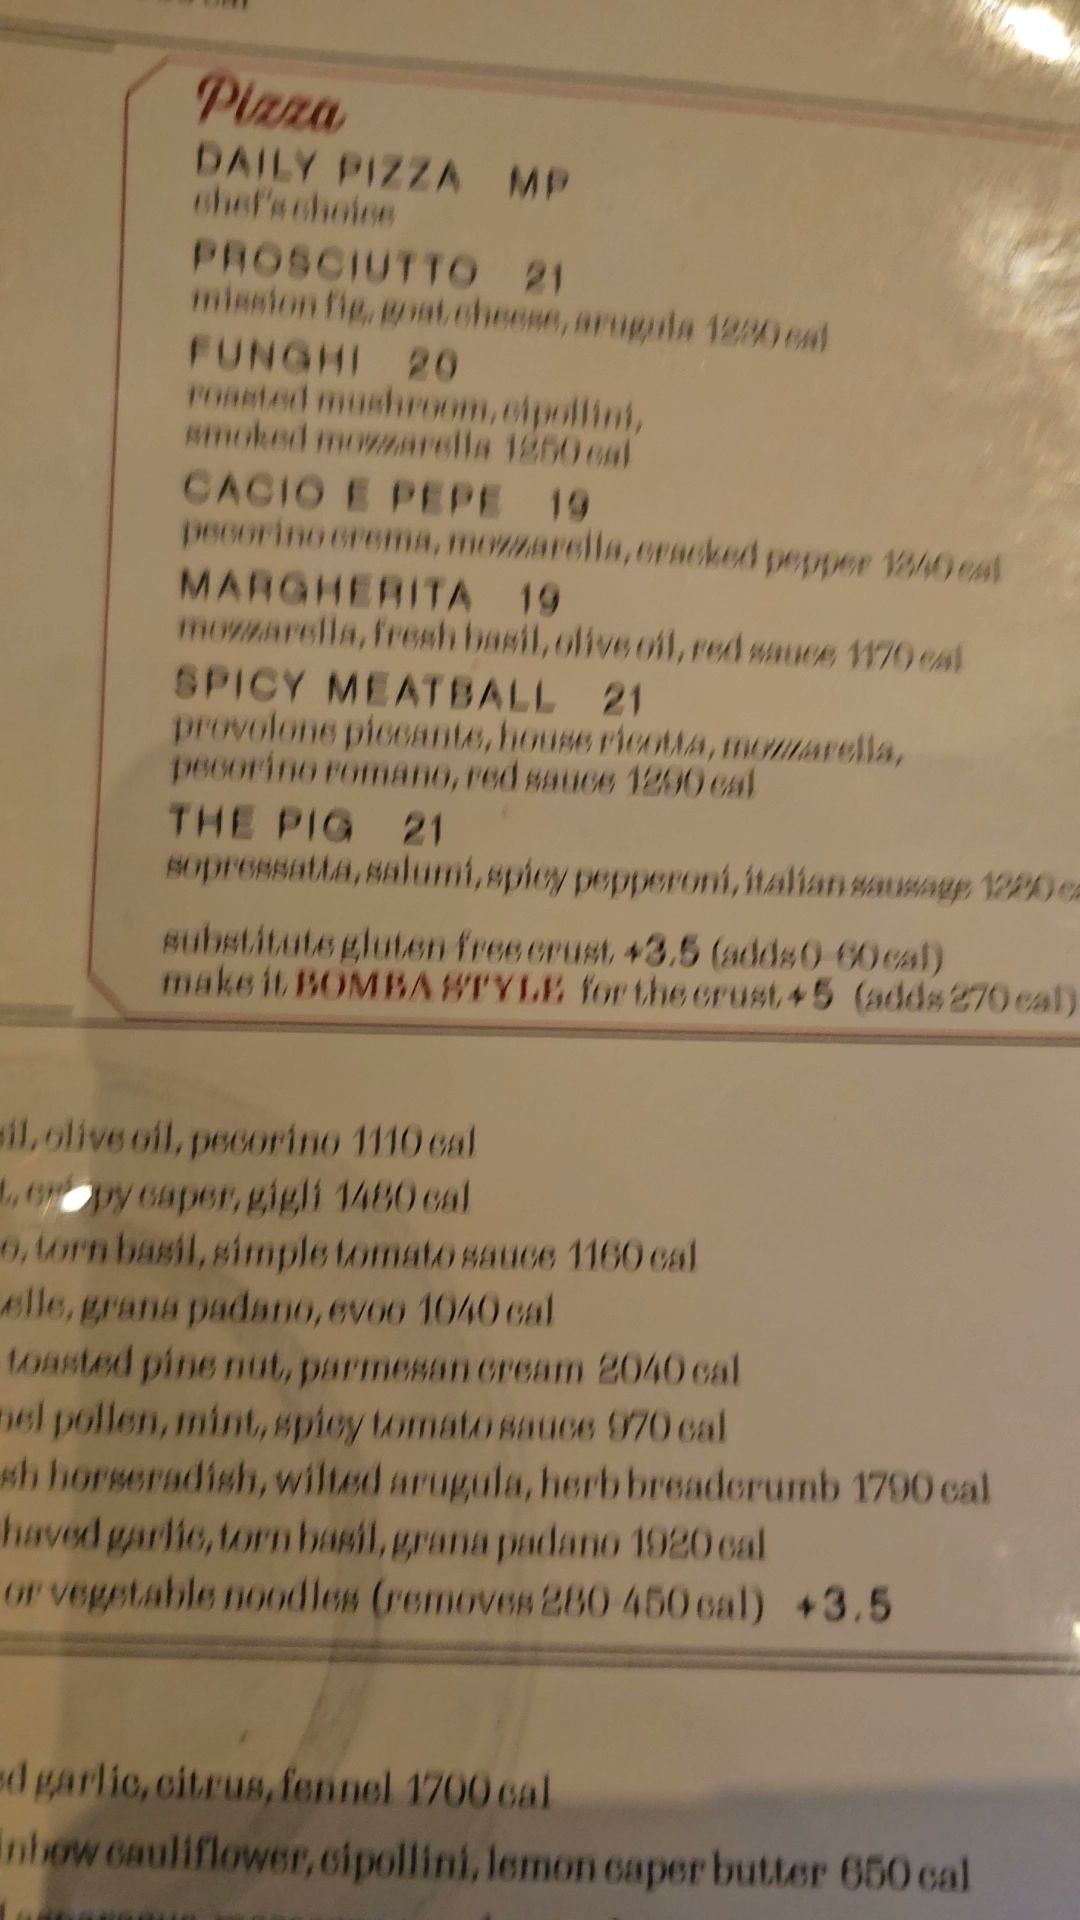 Pizza
DAILY PIZZA MP
chef's choice
PROSCIUTTO 21
mission fig, goat cheese, arugula 1230 cal
FUNGHI 20
roasted mushroom, cipollini,
smoked mozzarella 1250 cal
CACIO E PEPE 19
pecorino crema, mozzarella, cracked pepper 1340 cal
MARGHERITA 19
mozzarella, fresh basil, olive oil, red sauce 1170 cal
SPICY MEATBALL 21
provolone piccante, house ricotta, mozzarella,
pecorino romano, red sauce 1290 cal
THE PIG 21
sopressatta, salumi, spicy pepperoni, italian sausage
substitute gluten free crust +3.5 (adds 0-60 cal)
make it BOMBA STYLE for the crust +5 (adds 270 cal)
olive oil, pecorino 1110 cal
crispy caper, gigli 1480 cal
torn basil, simple tomato sauce 1160 cal
grana padano, evoo 1040 cal
toasted pine nut, parmesan cream 2040 cal
pollen, mint, spicy tomato sauce 970 cal
horseradish, wilted arugula, herb breadcrumb 1790 cal
haved garlic, torn basil, grana padano 1920 cal
or vegetable noodles (removes 280-450 cal) +3.5
garlic, citrus, fennel 1700 cal
inbow cauliflower, cipollini, lemon caper butter 650 cal